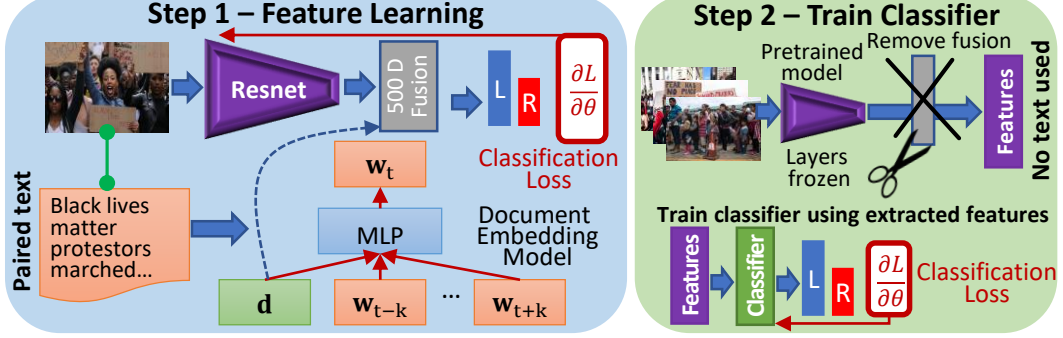 Step 1 – Feature Learning
Resnet
500 D
Fusion
L
R
∂L
∂θ
Classification
Loss
Paired text
Black lives
matter
protestors
marched...
w_t
MLP
Document
Embedding
Model
d
w_{t−k}
...
w_{t+k}
Step 2 – Train Classifier
Pretrained
model
Remove fusion
Layers
frozen
Features
No text used
Train classifier using extracted features
Features
Classifier
L
R
∂L
∂θ
Classification
Loss